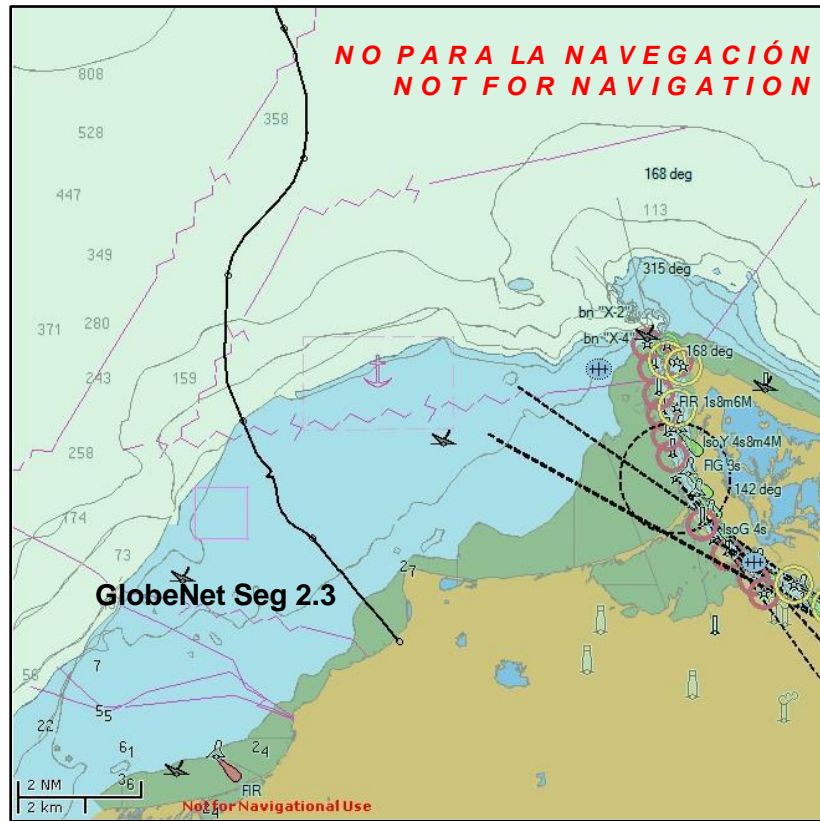 NO PARA LA NAVEGACIÓN
NOT FOR NAVIGATION
808
528
358
447
168 deg
113
349
315 deg
bn "X-2"
371
280
bn "X-4"
168 deg
243
159
FlR 1s8m6M
258
IsoY 4s8m4M
FlG 3s
142 deg
174
IsoG 4s
73
27
GlobeNet Seg 2.3
7
56
55
22
61
24
36
FlR
2 NM
2 km
Not for Navigational Use
24